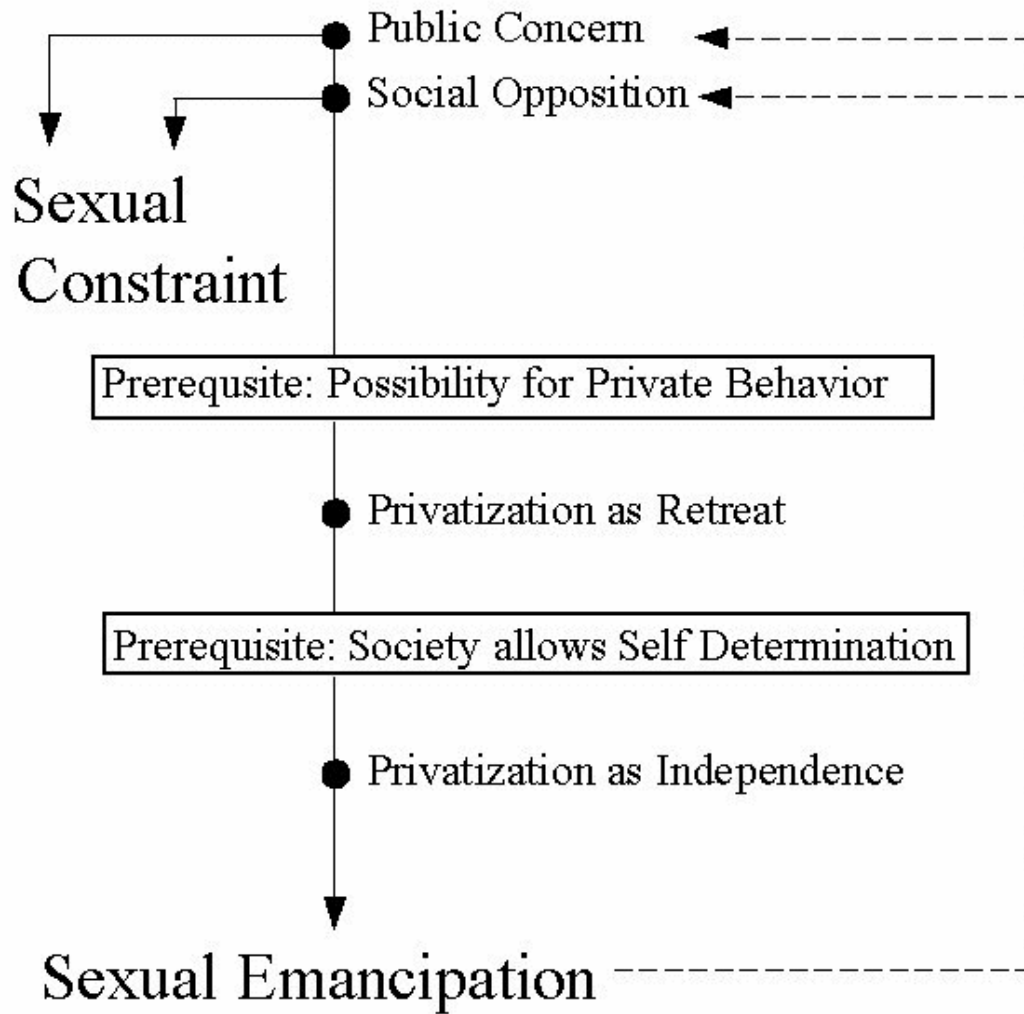 Public Concern
Social Opposition
Sexual
Constraint
Prerequsite: Possibility for Private Behavior
Privatization as Retreat
Prerequisite: Society allows Self Determination
Privatization as Independence
Sexual Emancipation